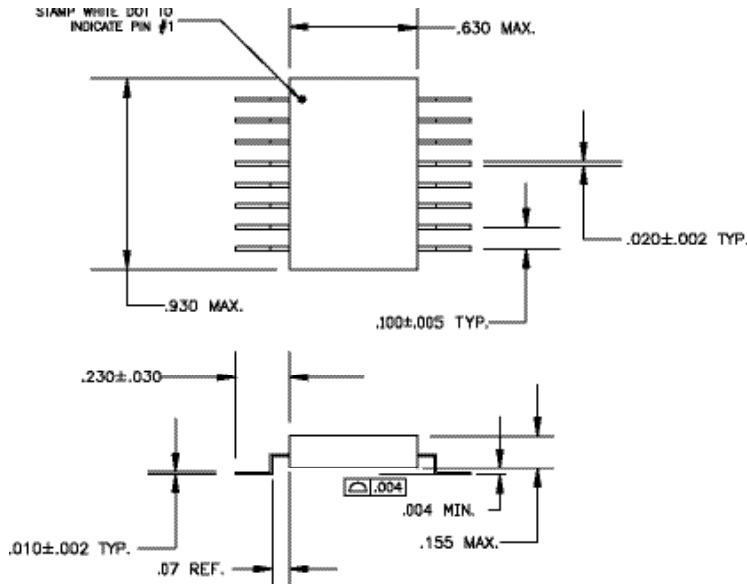 STAMP WHITE DOT TO
INDICATE PIN #1
.630 MAX.
.020±.002 TYP.
.930 MAX.
.100±.005 TYP.
.230±.030
.004
.004 MIN.
.010±.002 TYP.
.155 MAX.
.07 REF.